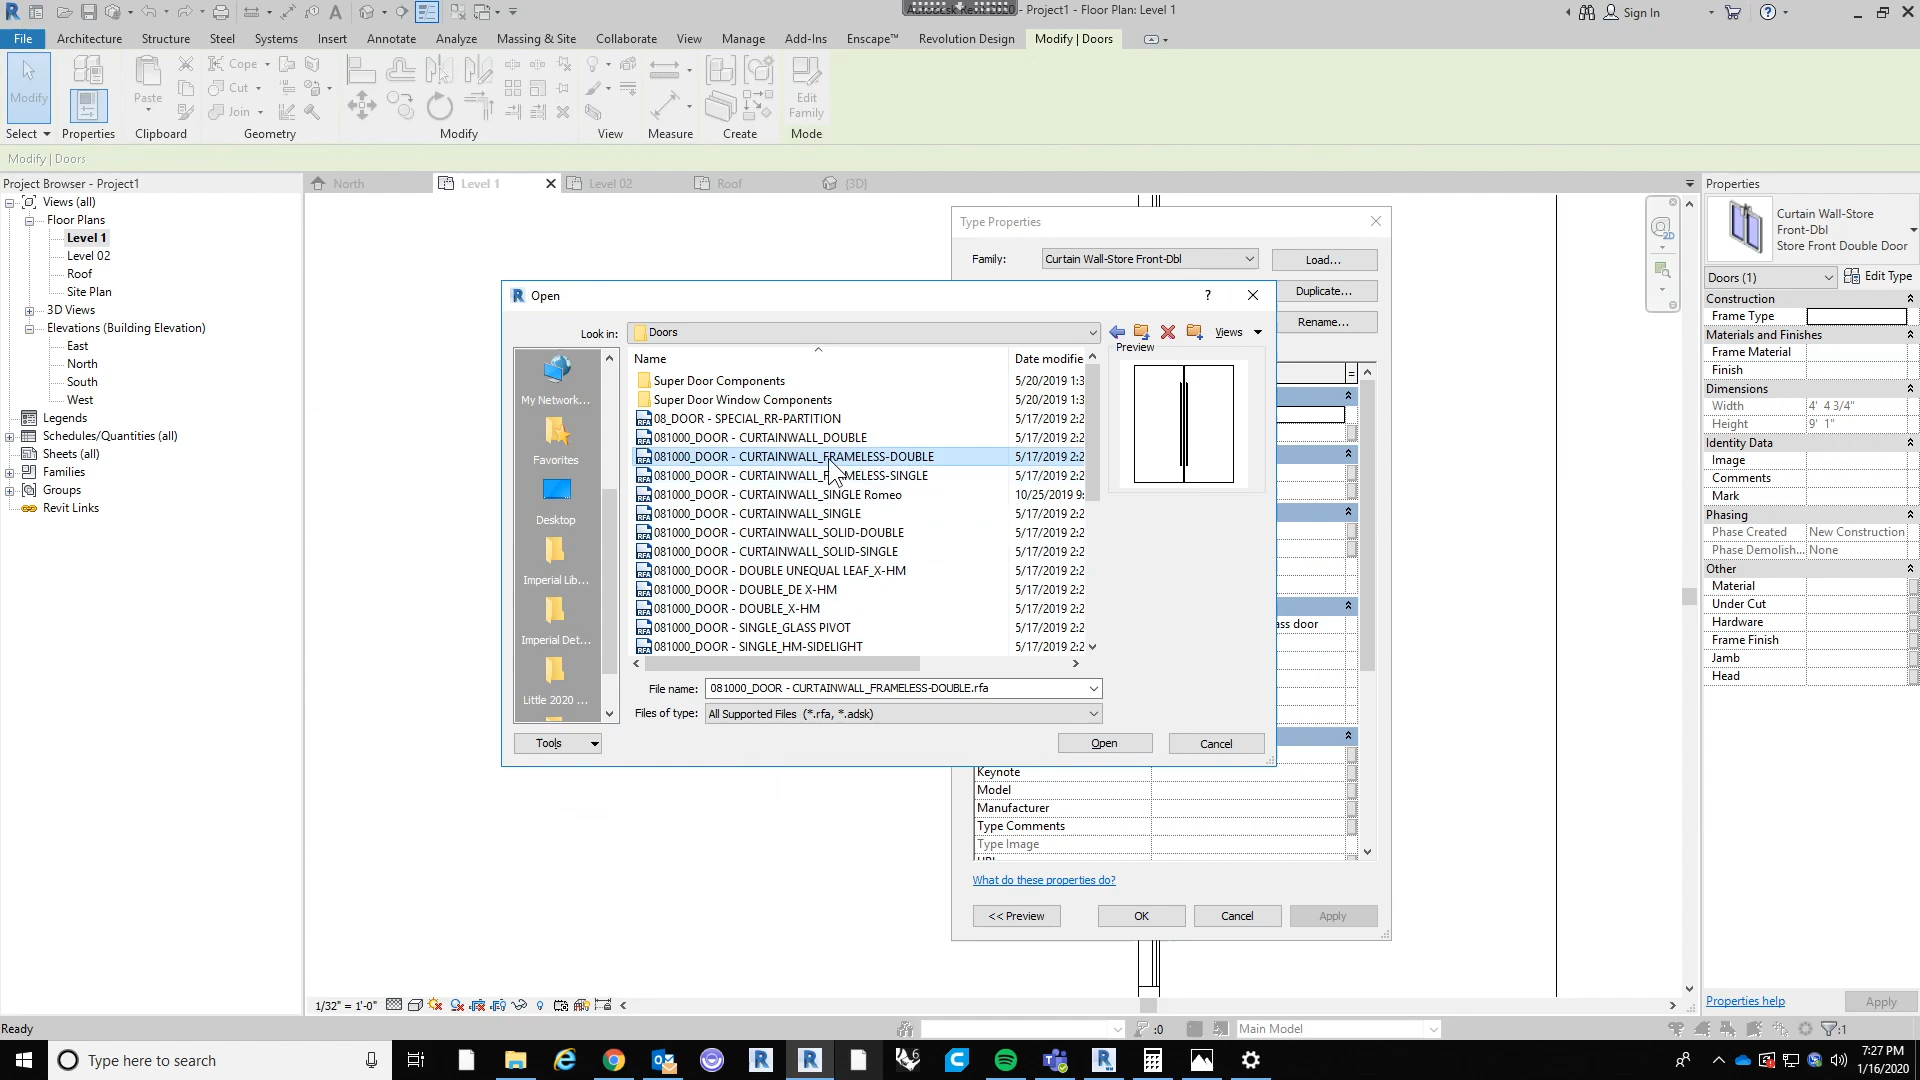 Autodesk Revit 2020 - Project1 - Floor Plan: Level 1
Sign In
File Architecture Structure Steel Systems Insert Annotate Analyze Massing & Site Collaborate View Manage Add-Ins Enscape™ Revolution Design Modify | Doors
Modify
Paste
Cope
Cut
Join
Edit
Family
Select Properties Clipboard Geometry Modify View Measure Create Mode
Modify | Doors
Project Browser - Project1
Views (all)
Floor Plans
Level 1
Level 02
Roof
Site Plan
3D Views
Elevations (Building Elevation)
East
North
South
West
Legends
Schedules/Quantities (all)
Sheets (all)
Families
Groups
Revit Links
North
Level 1
Level 02
Roof
{3D}
Type Properties
Family:
Curtain Wall-Store Front-Dbl
Load...
Duplicate...
Rename...
=
Open
?
Look in:
Doors
Views
My Network...
Favorites
Desktop
Imperial Lib...
Imperial Det...
Little 2020 ...
Name Date modifie
Super Door Components 5/20/2019 1:3
Super Door Window Components 5/20/2019 1:3
08_DOOR - SPECIAL_RR-PARTITION 5/17/2019 2:2
081000_DOOR - CURTAINWALL_DOUBLE 5/17/2019 2:2
081000_DOOR - CURTAINWALL_FRAMELESS-DOUBLE 5/17/2019 2:2
081000_DOOR - CURTAINWALL_FRAMELESS-SINGLE 5/17/2019 2:2
081000_DOOR - CURTAINWALL_SINGLE Romeo 10/25/2019 9:
081000_DOOR - CURTAINWALL_SINGLE 5/17/2019 2:2
081000_DOOR - CURTAINWALL_SOLID-DOUBLE 5/17/2019 2:2
081000_DOOR - CURTAINWALL_SOLID-SINGLE 5/17/2019 2:2
081000_DOOR - DOUBLE UNEQUAL LEAF_X-HM 5/17/2019 2:2
081000_DOOR - DOUBLE_DE X-HM 5/17/2019 2:2
081000_DOOR - DOUBLE_X-HM 5/17/2019 2:2
081000_DOOR - SINGLE_GLASS PIVOT 5/17/2019 2:2
081000_DOOR - SINGLE_HM-SIDELIGHT 5/17/2019 2:2
Preview
File name:
081000_DOOR - CURTAINWALL_FRAMELESS-DOUBLE.rfa
Files of type:
All Supported Files (*.rfa, *.adsk)
Tools
Open
Cancel
ass door
Keynote
Model
Manufacturer
Type Comments
Type Image
URL
What do these properties do?
<< Preview
OK
Cancel
Apply
Properties
Curtain Wall-Store
Front-Dbl
Store Front Double Door
Doors (1)
Edit Type
Construction
Frame Type
Materials and Finishes
Frame Material
Finish
Dimensions
Width 4' 4 3/4"
Height 9' 1"
Identity Data
Image
Comments
Mark
Phasing
Phase Created New Construction
Phase Demolish... None
Other
Material
Under Cut
Hardware
Frame Finish
Jamb
Head
Properties help
Apply
1/32" = 1'-0"
Ready
:0
Main Model
:1
Type here to search
7:27 PM
1/16/2020